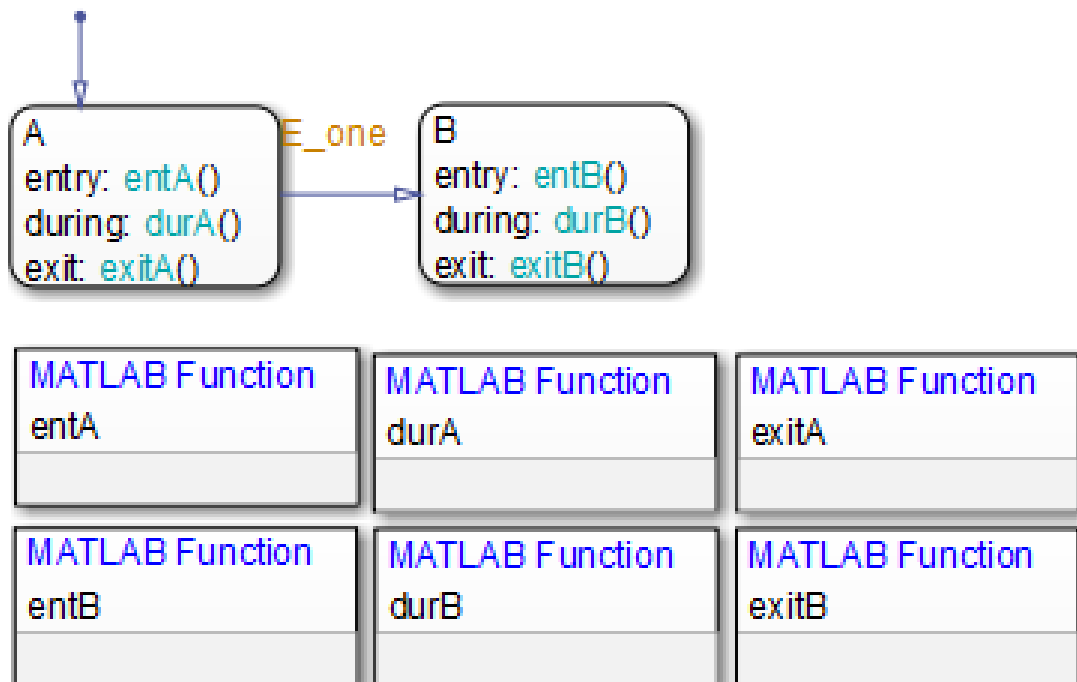 A
entry: entA()
during: durA()
exit: exitA()
E_one
B
entry: entB()
during: durB()
exit: exitB()
MATLAB Function
entA
MATLAB Function
durA
MATLAB Function
exitA
MATLAB Function
entB
MATLAB Function
durB
MATLAB Function
exitB